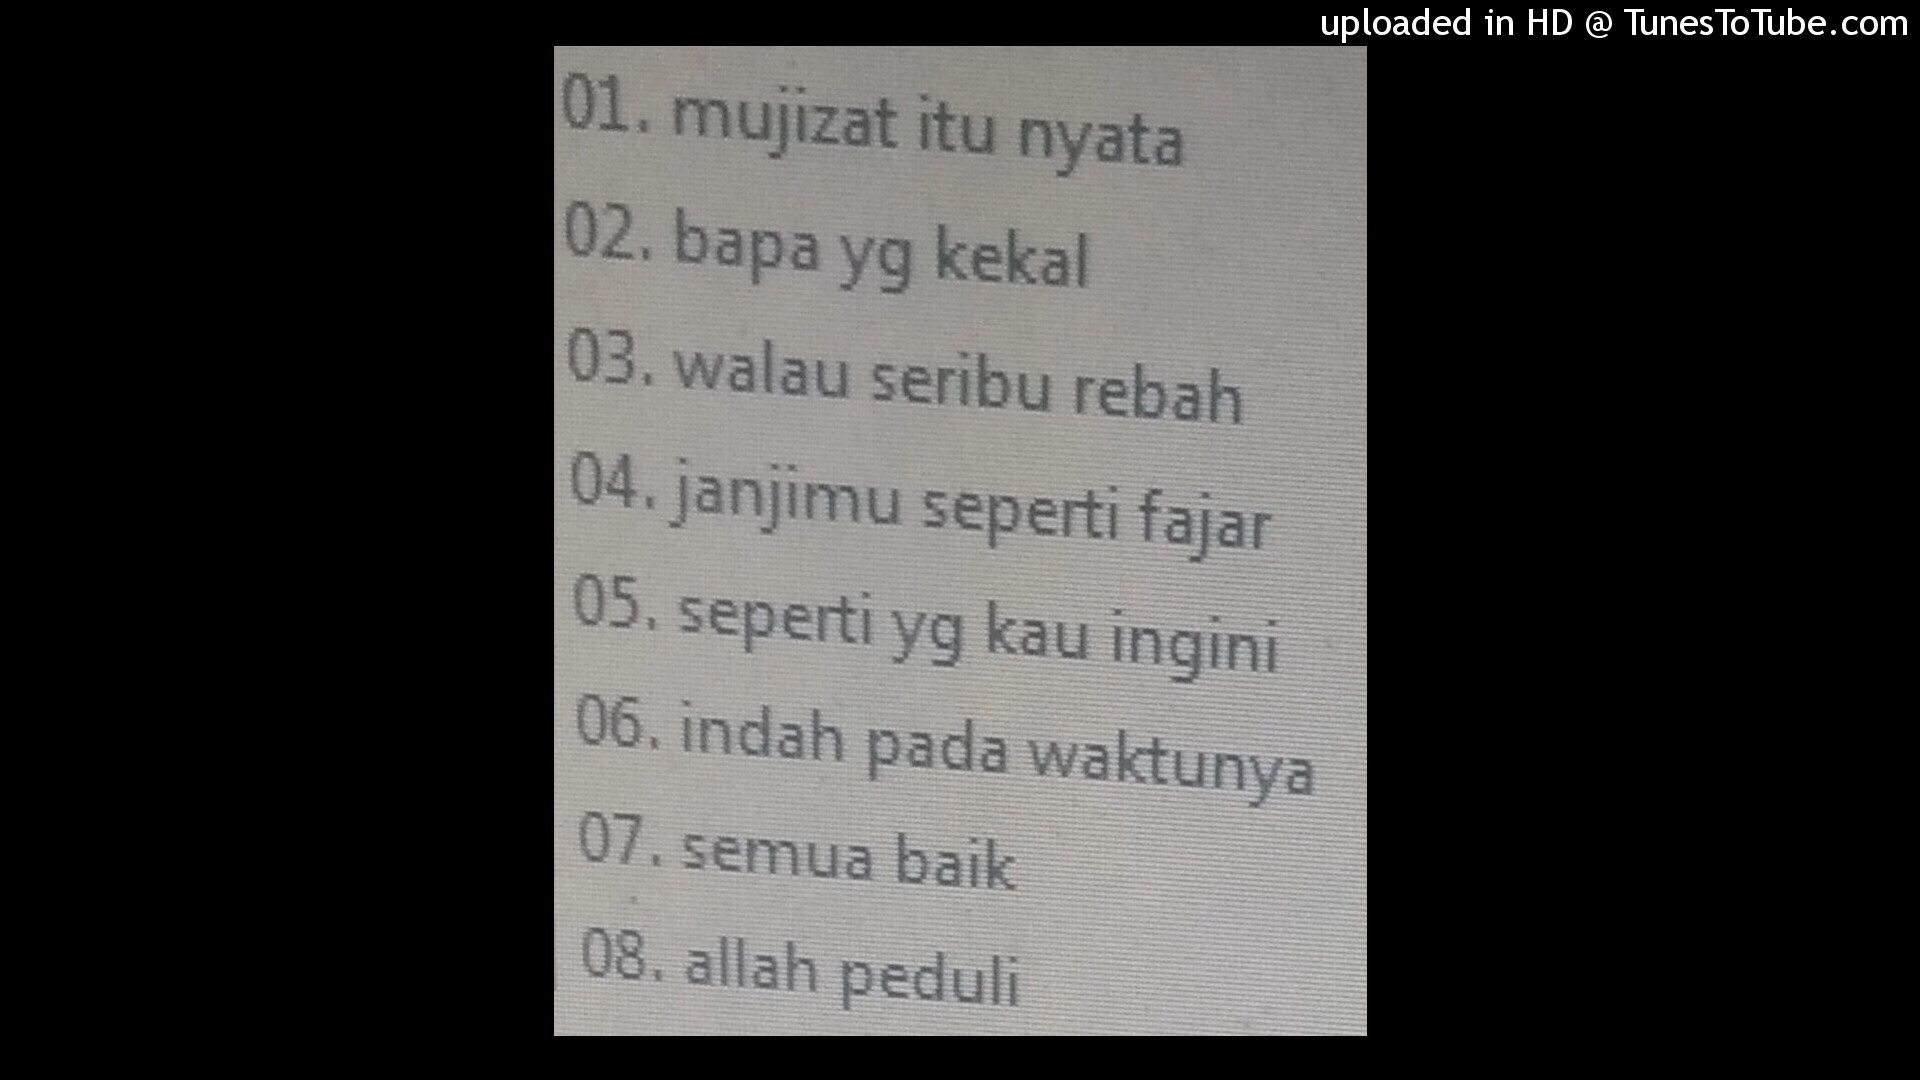 uploaded in HD @ TunesToTube.com
01. mujizat itu nyata
02. bapa yg kekal
03. walau seribu rebah
04. janjimu seperti fajar
05. seperti yg kau ingini
06. indah pada waktunya
07. semua baik
08. allah peduli